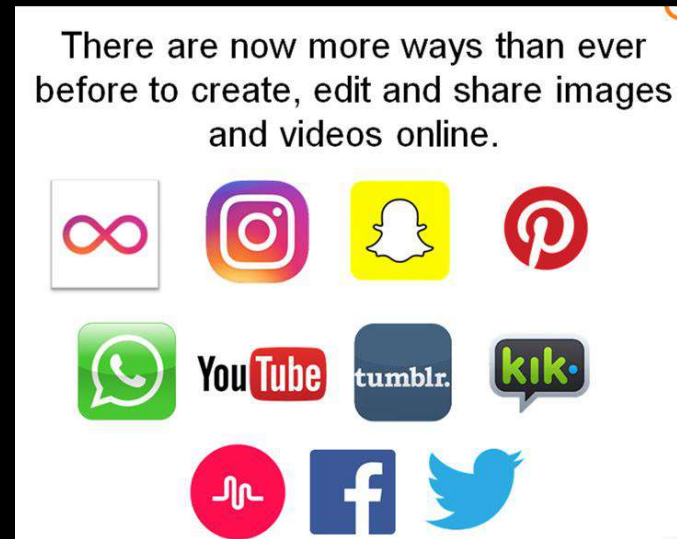 There are now more ways than ever
before to create, edit and share images
and videos online.
YouTube tumblr. kik